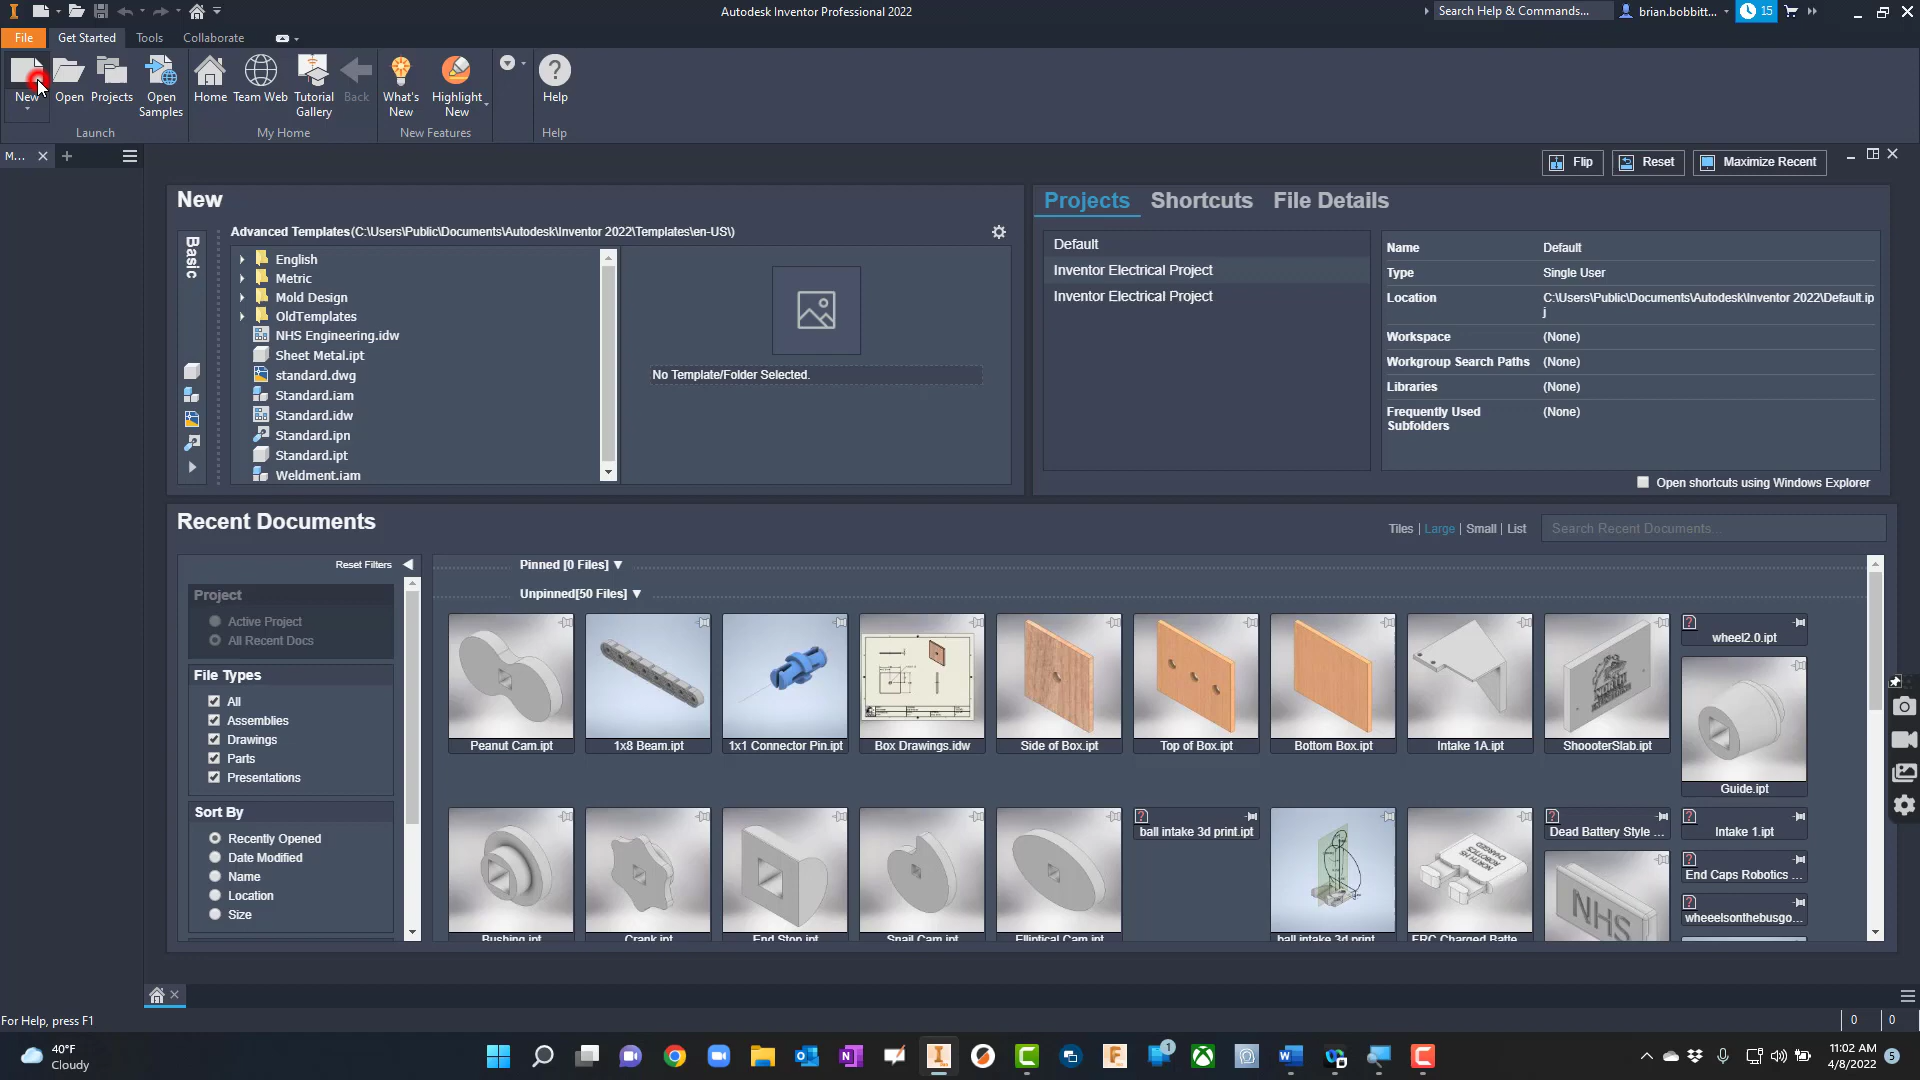 Autodesk Inventor Professional 2022
Search Help & Commands...
brian.bobbitt...
15
File
Get Started
Tools
Collaborate
New
Open
Projects
Open
Samples
Home
Team Web
Tutorial
Gallery
Back
What's
New
Highlight
New
Help
Launch
My Home
New Features
Help
M...
Flip
Reset
Maximize Recent
New
Basic
Advanced Templates(C:\Users\Public\Documents\Autodesk\Inventor 2022\Templates\en-US\)
English
Metric
Mold Design
OldTemplates
NHS Engineering.idw
Sheet Metal.ipt
standard.dwg
Standard.iam
Standard.idw
Standard.ipn
Standard.ipt
Weldment.iam
No Template/Folder Selected.
Projects
Shortcuts
File Details
Default
Inventor Electrical Project
Inventor Electrical Project
Name Default
Type Single User
Location C:\Users\Public\Documents\Autodesk\Inventor 2022\Default.ip
j
Workspace (None)
Workgroup Search Paths (None)
Libraries (None)
Frequently Used (None)
Subfolders
Open shortcuts using Windows Explorer
Recent Documents
Tiles | Large | Small | List
Search Recent Documents...
Reset Filters
Project
Active Project
All Recent Docs
File Types
All
Assemblies
Drawings
Parts
Presentations
Sort By
Recently Opened
Date Modified
Name
Location
Size
Pinned [0 Files] ▼
Unpinned[50 Files] ▼
Peanut Cam.ipt
1x8 Beam.ipt
1x1 Connector Pin.ipt
Box Drawings.idw
Side of Box.ipt
Top of Box.ipt
Bottom Box.ipt
Intake 1A.ipt
ShoooterSlab.ipt
wheel2.0.ipt
Guide.ipt
Bushing.ipt
Crank.ipt
End Stop.ipt
Snail Cam.ipt
Elliptical Cam.ipt
ball intake 3d print.ipt
ball intake 3d print...
NORTH HS
ROBOTICS
CHARGED
FRC Charged Batte...
Dead Battery Style ...
NHS
Intake 1.ipt
End Caps Robotics ...
wheeelsonthebusgo...
For Help, press F1
0
0
40°F
Cloudy
1
11:02 AM
4/8/2022
5